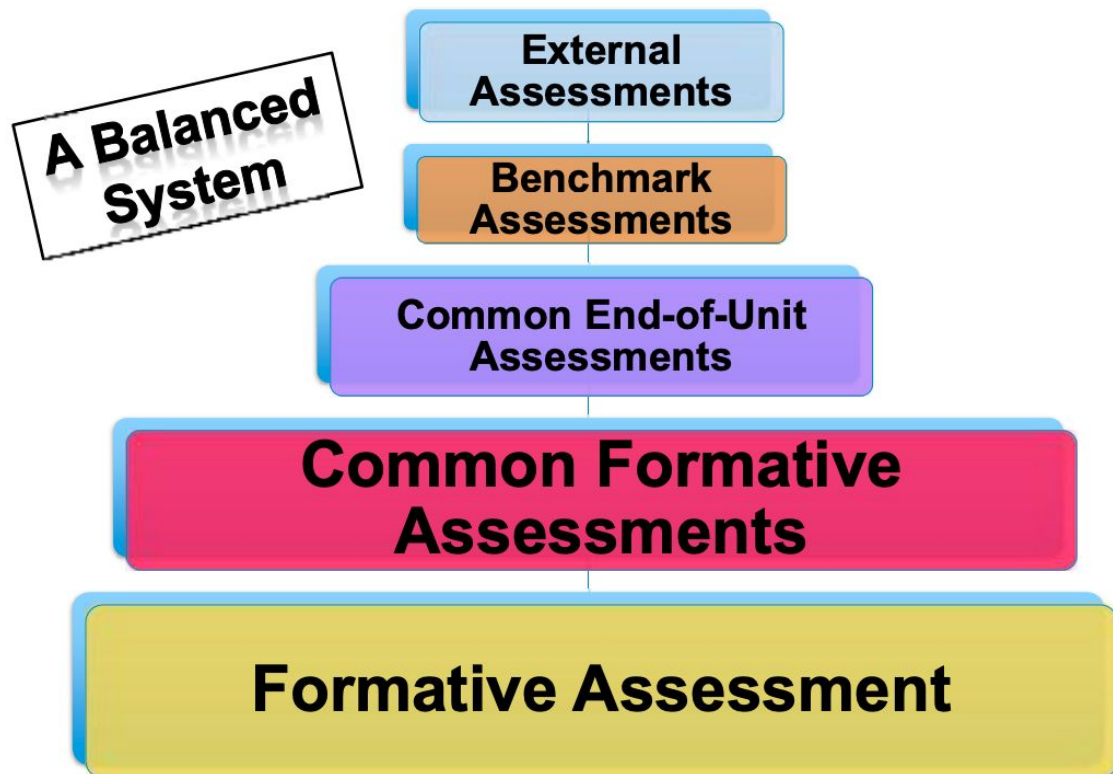 A Balanced
System
External
Assessments
Benchmark
Assessments
Common End-of-Unit
Assessments
Common Formative
Assessments
Formative Assessment